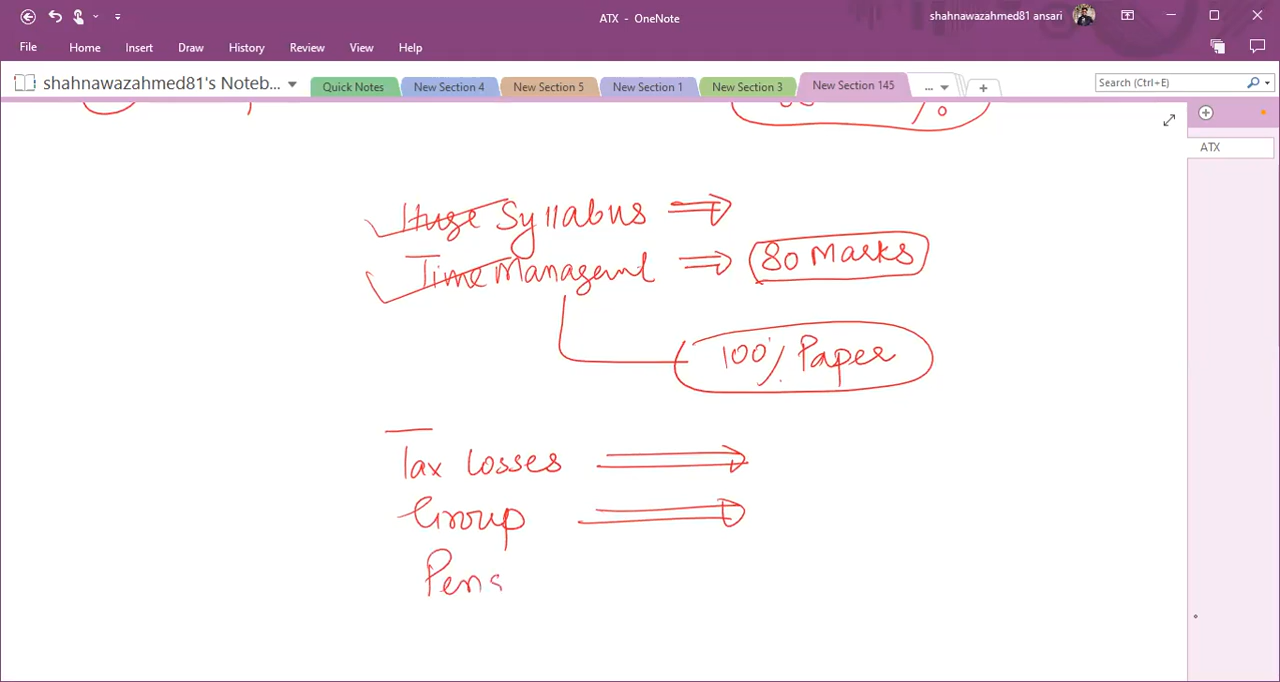 ATX - OneNote
shahnawazahmed81 ansari
File Home Insert Draw History Review View Help
shahnawazahmed81's Noteb...
Quick Notes New Section 4 New Section 5 New Section 1 New Section 3 New Section 145 ...
Search (Ctrl+E)
ATX
Huge Syllabus
Time Managemt 80 Marks
100% Paper
Tax Losses
Group
Pens